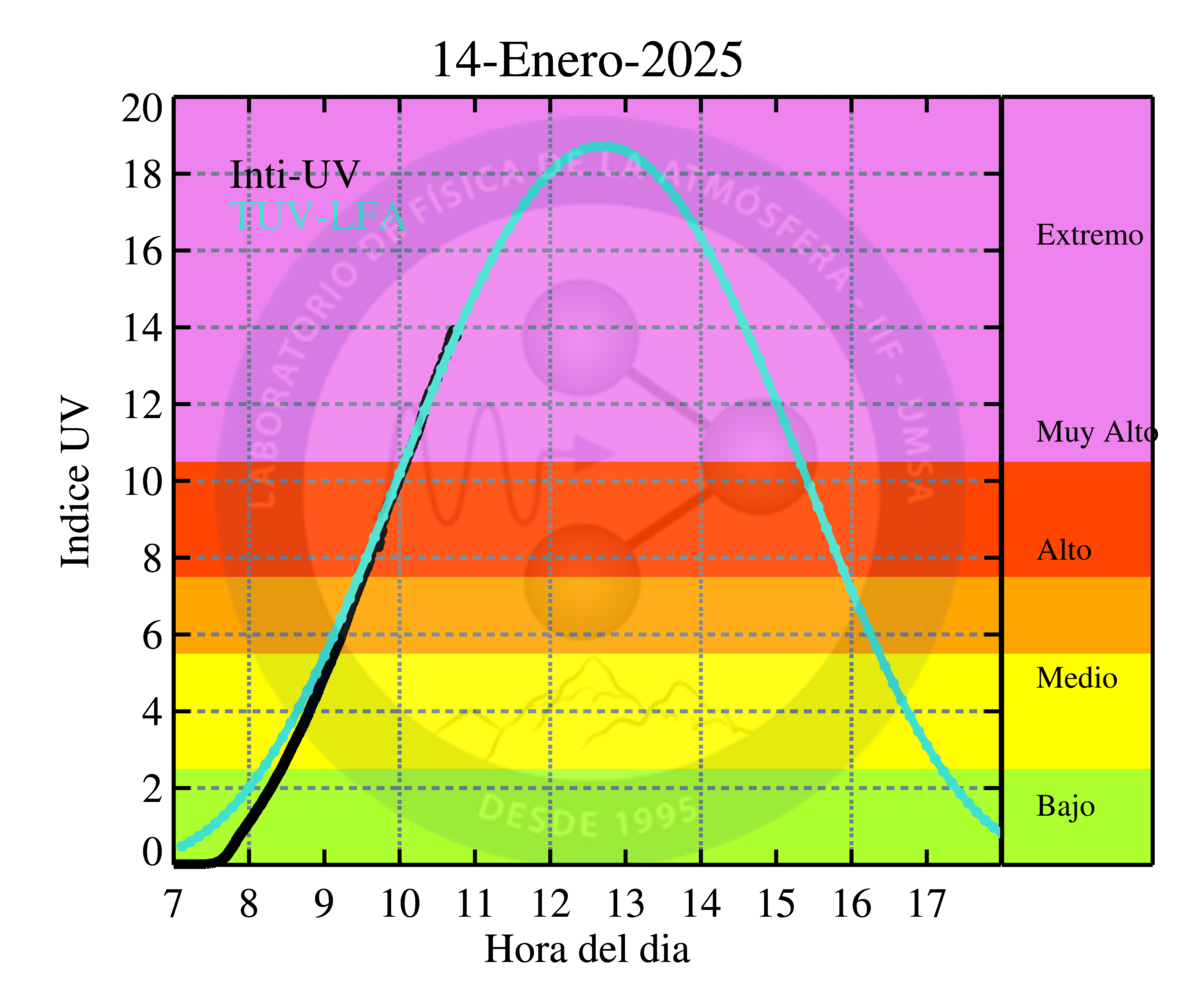 14-Enero-2025
Inti-UV
TUV-LFA
LABORATORIO DE FÍSICA DE LA ATMÓSFERA - IIF - UMSA
DESDE 1995
Indice UV
20
18
16
14
12
10
8
6
4
2
0
Extremo
Muy Alto
Alto
Medio
Bajo
7 8 9 10 11 12 13 14 15 16 17
Hora del dia